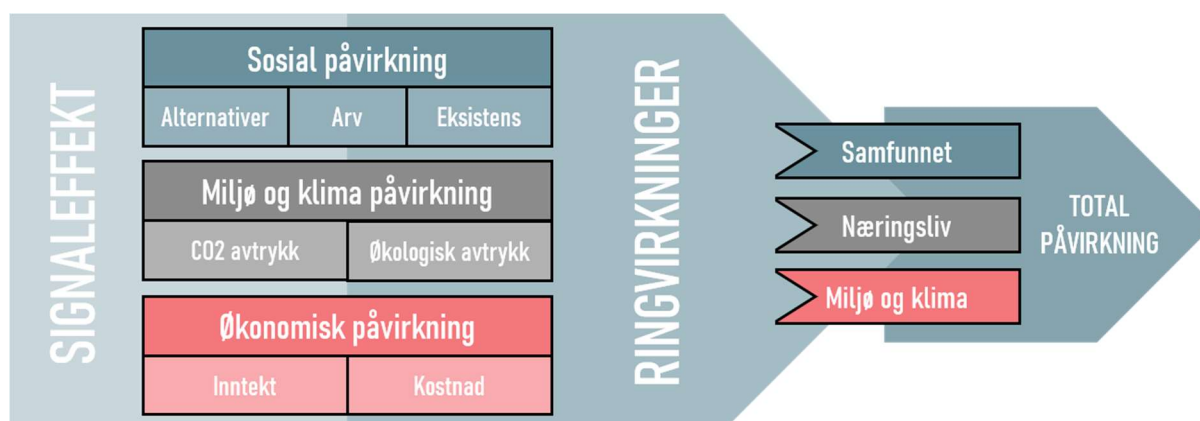 SIGNALEFFEKT
Sosial påvirkning
Alternativer
Arv
Eksistens
Miljø og klima påvirkning
CO2 avtrykk
Økologisk avtrykk
Økonomisk påvirkning
Inntekt
Kostnad
RINGVIRKNINGER
Samfunnet
Næringsliv
Miljø og klima
TOTAL
PÅVIRKNING